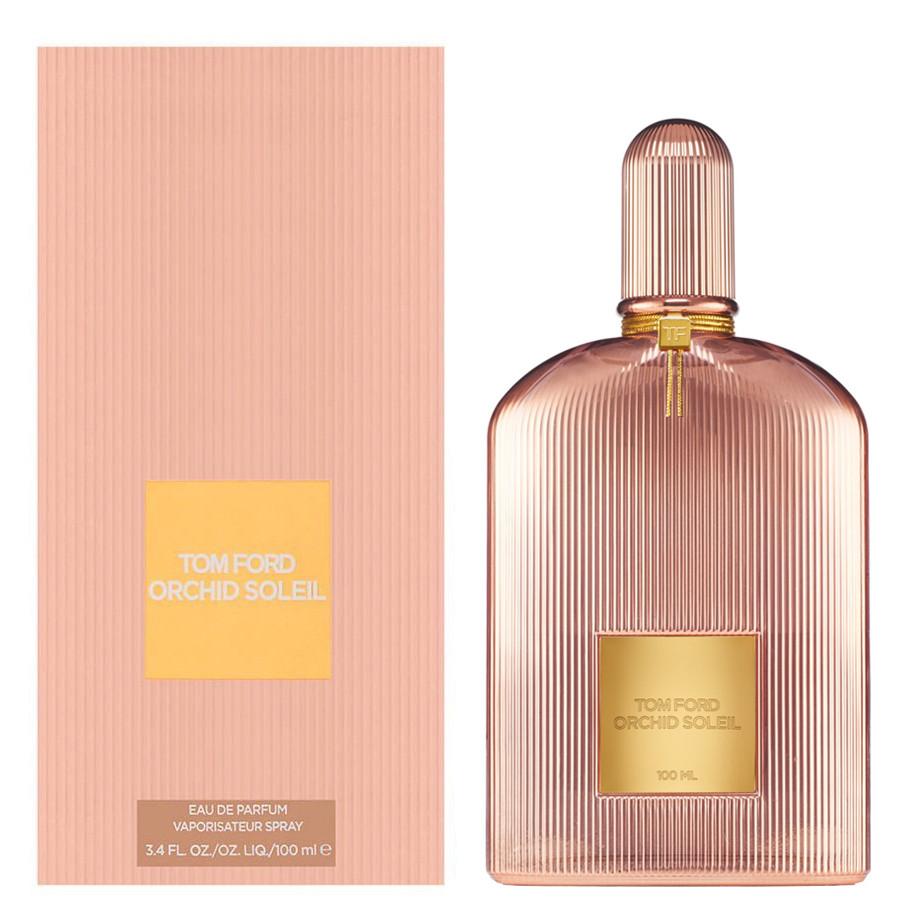 TOM FORD
ORCHID SOLEIL
EAU DE PARFUM
VAPORISATEUR SPRAY
3.4 FL. OZ./OZ. LIQ./100 ml ℮
TF
TOM FORD
ORCHID SOLEIL
100 ML